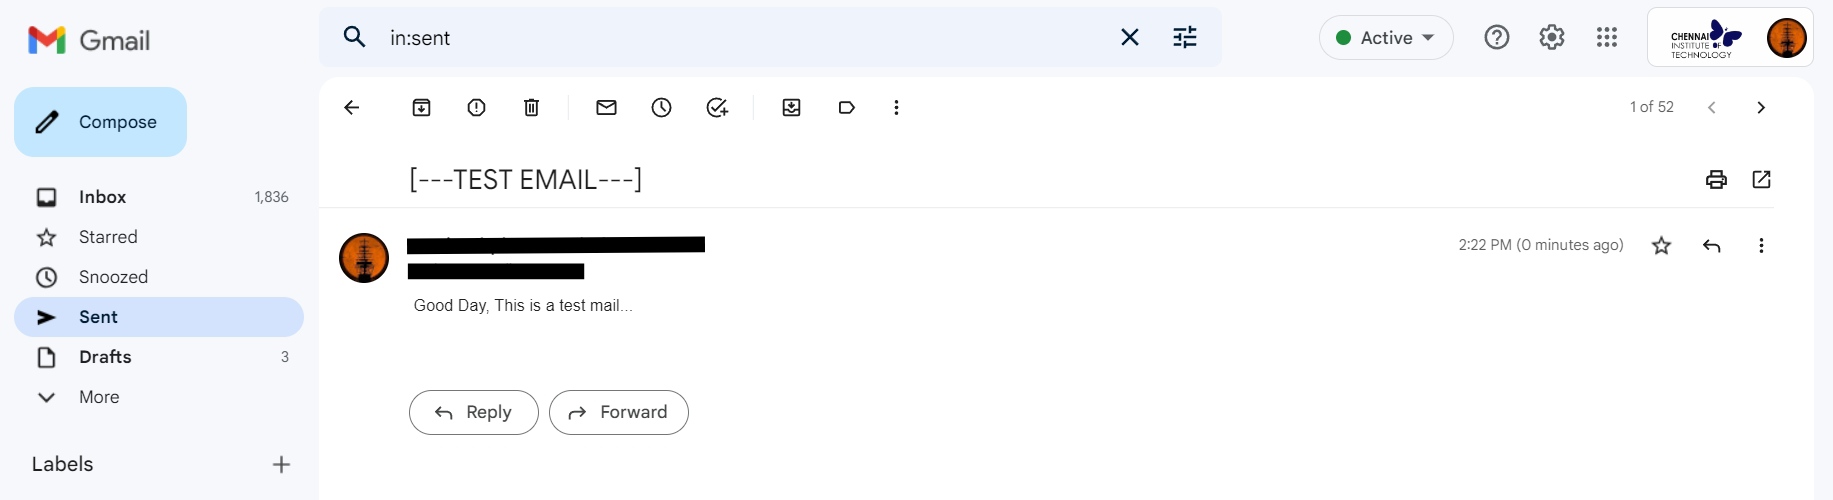 Gmail
in:sent
Active
CHENNAI
INSTITUTE OF
TECHNOLOGY
Compose
1 of 52
[---TEST EMAIL---]
Inbox 1,836
Starred
Snoozed
Sent
Drafts 3
More
Labels
2:22 PM (0 minutes ago)
Good Day, This is a test mail...
Reply
Forward